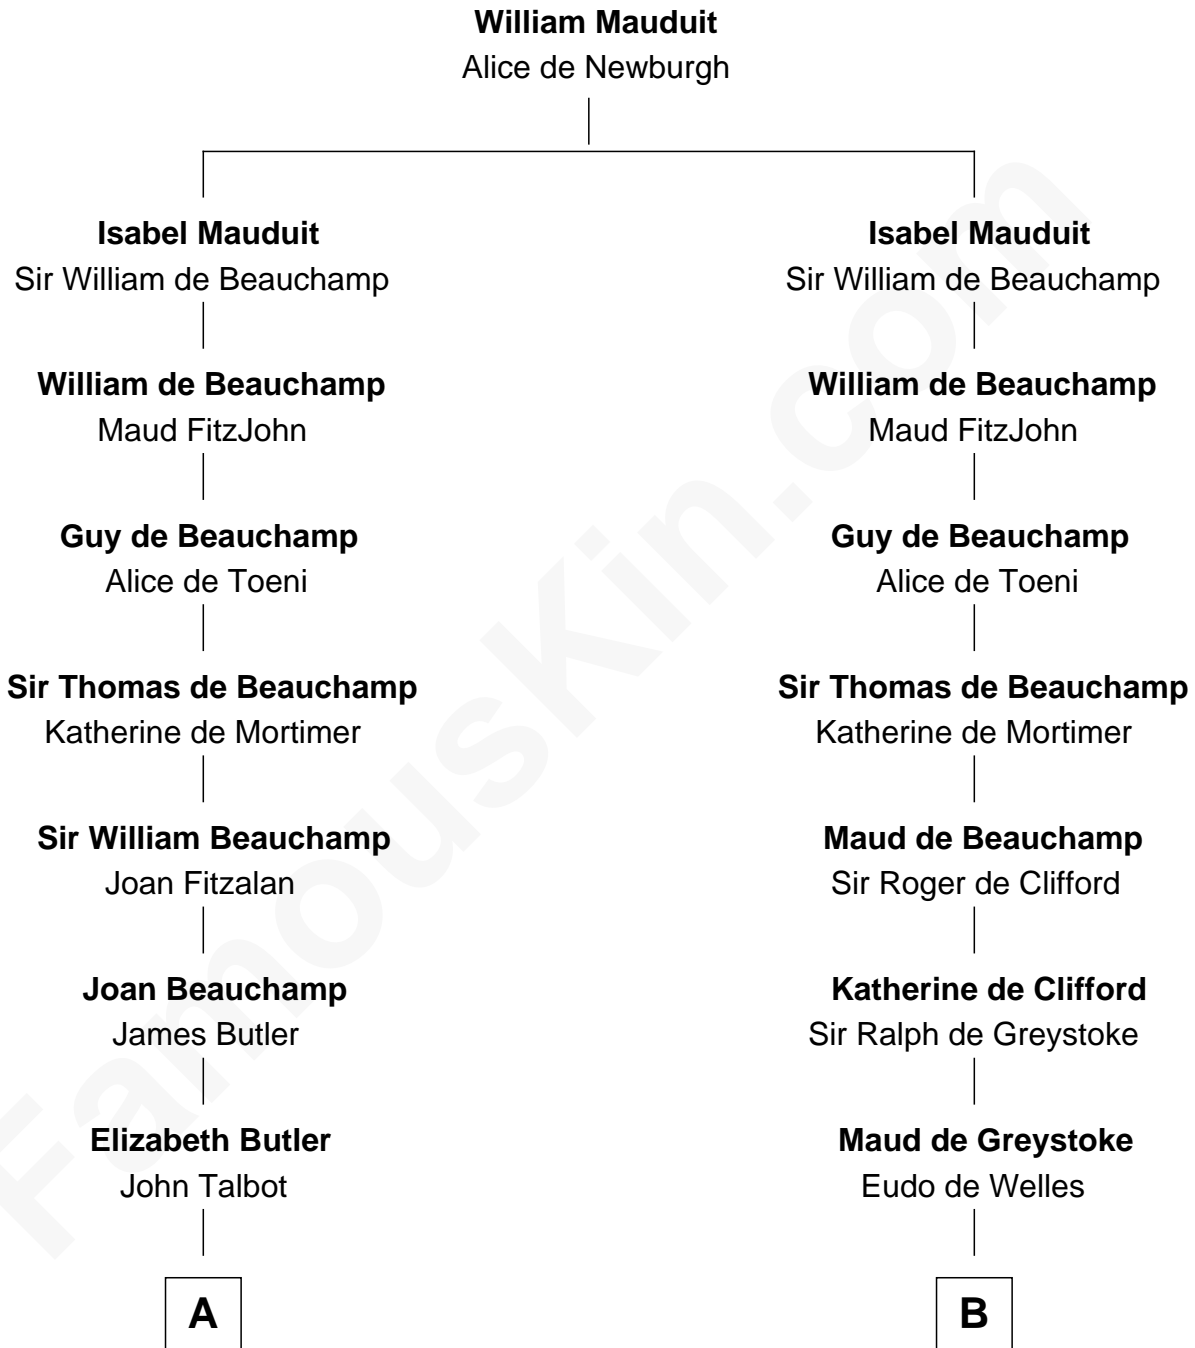 William Mauduit
Alice de Newburgh
Isabel Mauduit
Sir William de Beauchamp
William de Beauchamp
Maud FitzJohn
Guy de Beauchamp
Alice de Toeni
Sir Thomas de Beauchamp
Katherine de Mortimer
Sir William Beauchamp
Joan Fitzalan
Joan Beauchamp
James Butler
Elizabeth Butler
John Talbot
A
Isabel Mauduit
Sir William de Beauchamp
William de Beauchamp
Maud FitzJohn
Guy de Beauchamp
Alice de Toeni
Sir Thomas de Beauchamp
Katherine de Mortimer
Maud de Beauchamp
Sir Roger de Clifford
Katherine de Clifford
Sir Ralph de Greystoke
Maud de Greystoke
Eudo de Welles
B
FamousKin.com